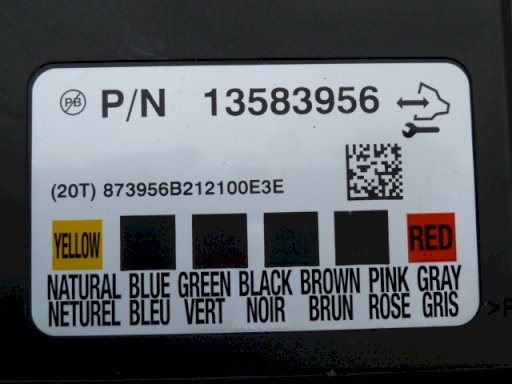 PB P/N 13583956
(20T) 873956B212100E3E
YELLOW RED
NATURAL BLUE GREEN BLACK BROWN PINK GRAY
NETUREL BLEU VERT NOIR BRUN ROSE GRIS